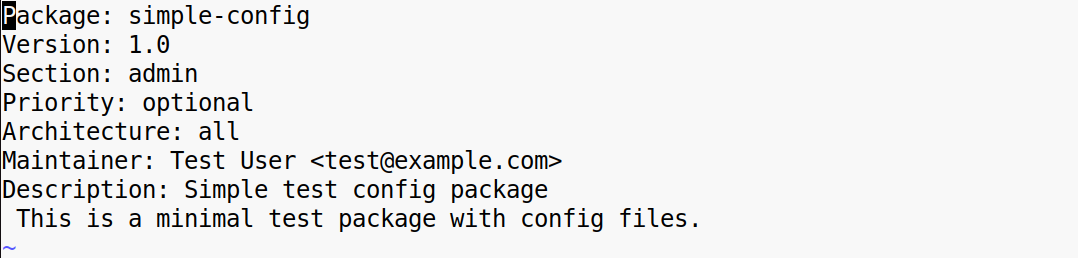 Package: simple-config
Version: 1.0
Section: admin
Priority: optional
Architecture: all
Maintainer: Test User <test@example.com>
Description: Simple test config package
 This is a minimal test package with config files.
~